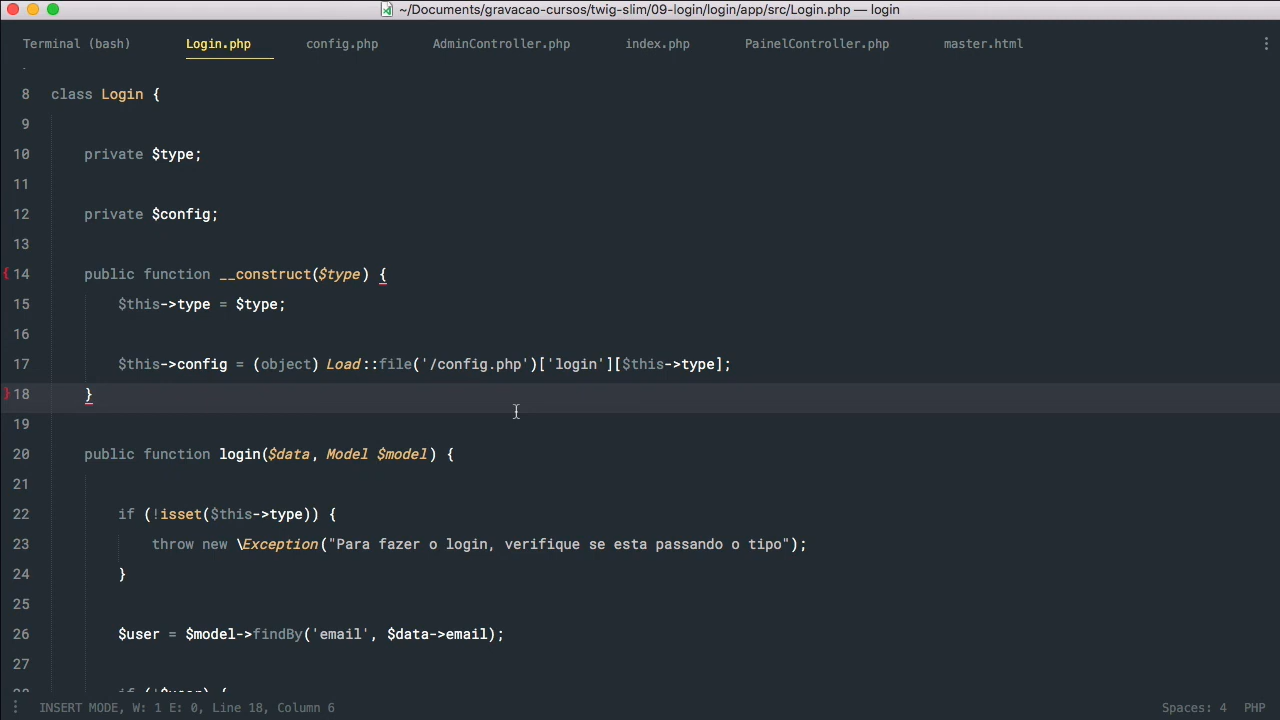 ~/Documents/gravacao-cursos/twig-slim/09-login/login/app/src/Login.php — login
Terminal (bash) Login.php config.php AdminController.php index.php PainelController.php master.html
8 class Login {
9
10 private $type;
11
12 private $config;
13
{ 14 public function __construct($type) {
15 $this->type = $type;
16
17 $this->config = (object) Load::file('/config.php')['login'][$this->type];
} 18 }
19
20 public function login($data, Model $model) {
21
22 if (!isset($this->type)) {
23 throw new \Exception("Para fazer o login, verifique se esta passando o tipo");
24 }
25
26 $user = $model->findBy('email', $data->email);
27
28 if (!$user) {
INSERT MODE, W: 1 E: 0, Line 18, Column 6 Spaces: 4 PHP